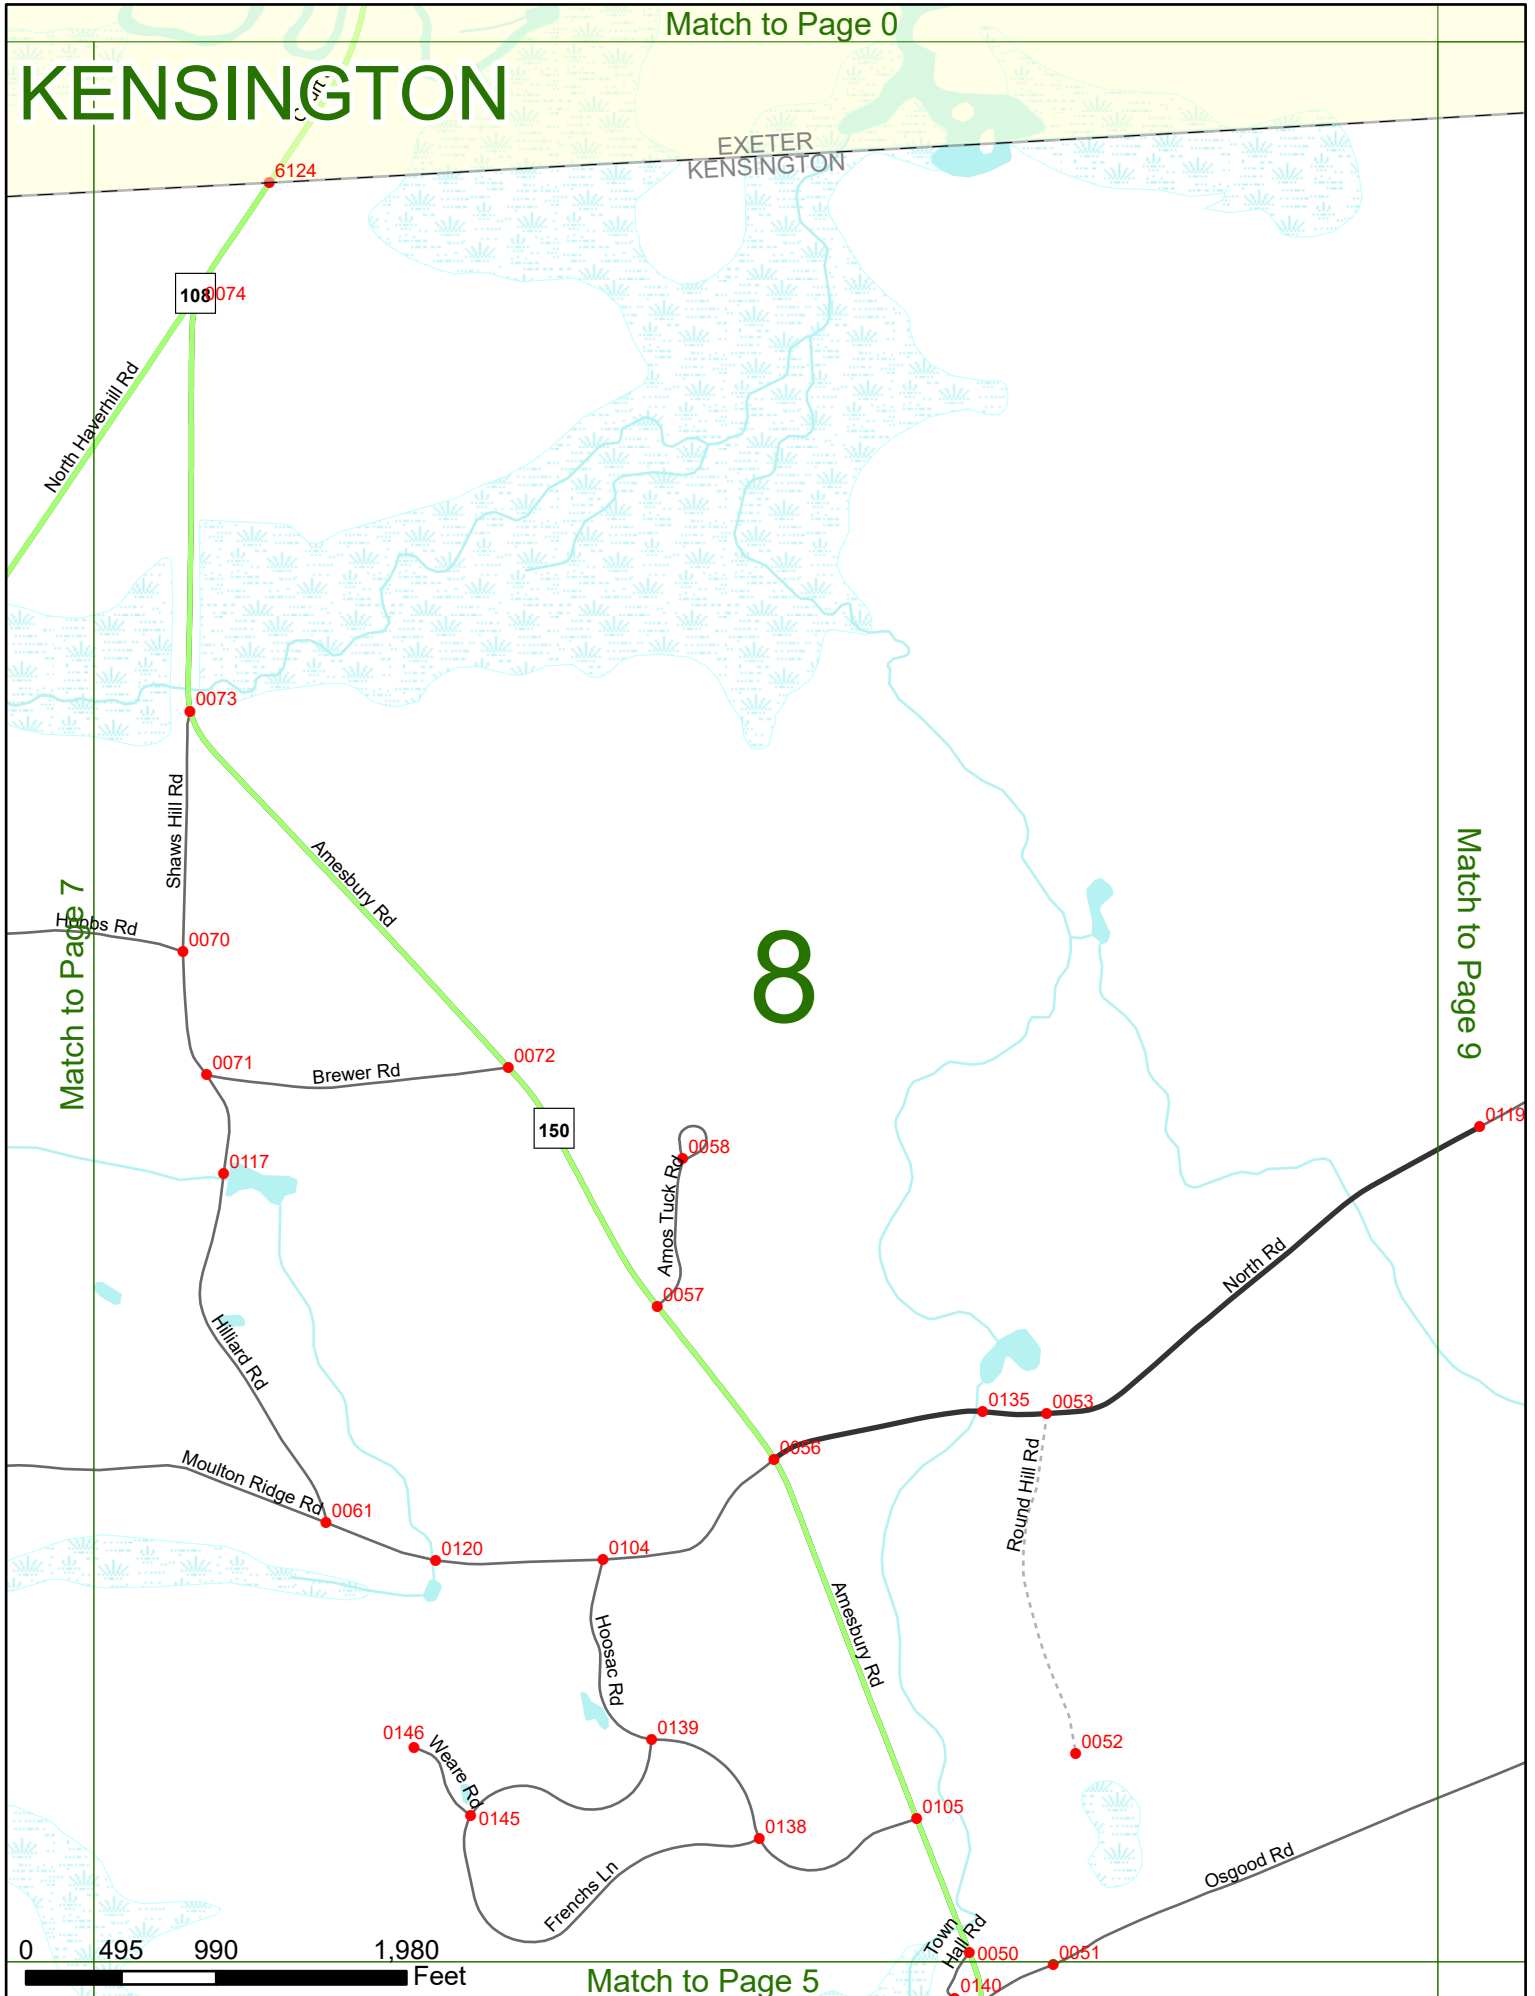 Match to Page 0
KENSINGTON
EXETER
KENSINGTON
6124
108
0074
North Haverhill Rd
0073
Shaws Hill Rd
Amesbury Rd
Match to Page 7
Hobbs Rd
0070
8
Match to Page 9
0071
Brewer Rd
0072
150
0119
0058
0117
Amos Tuck Rd
North Rd
0057
Hilliard Rd
0135
0053
0056
Moulton Ridge Rd
0061
Round Hill Rd
0120
0104
Amesbury Rd
Hoosac Rd
0146
Weare Rd
0139
0052
0145
0138
0105
Frenchs Ln
Osgood Rd
Town
Hall Rd
0050
0051
0140
0 495 990 1,980
Feet
Match to Page 5